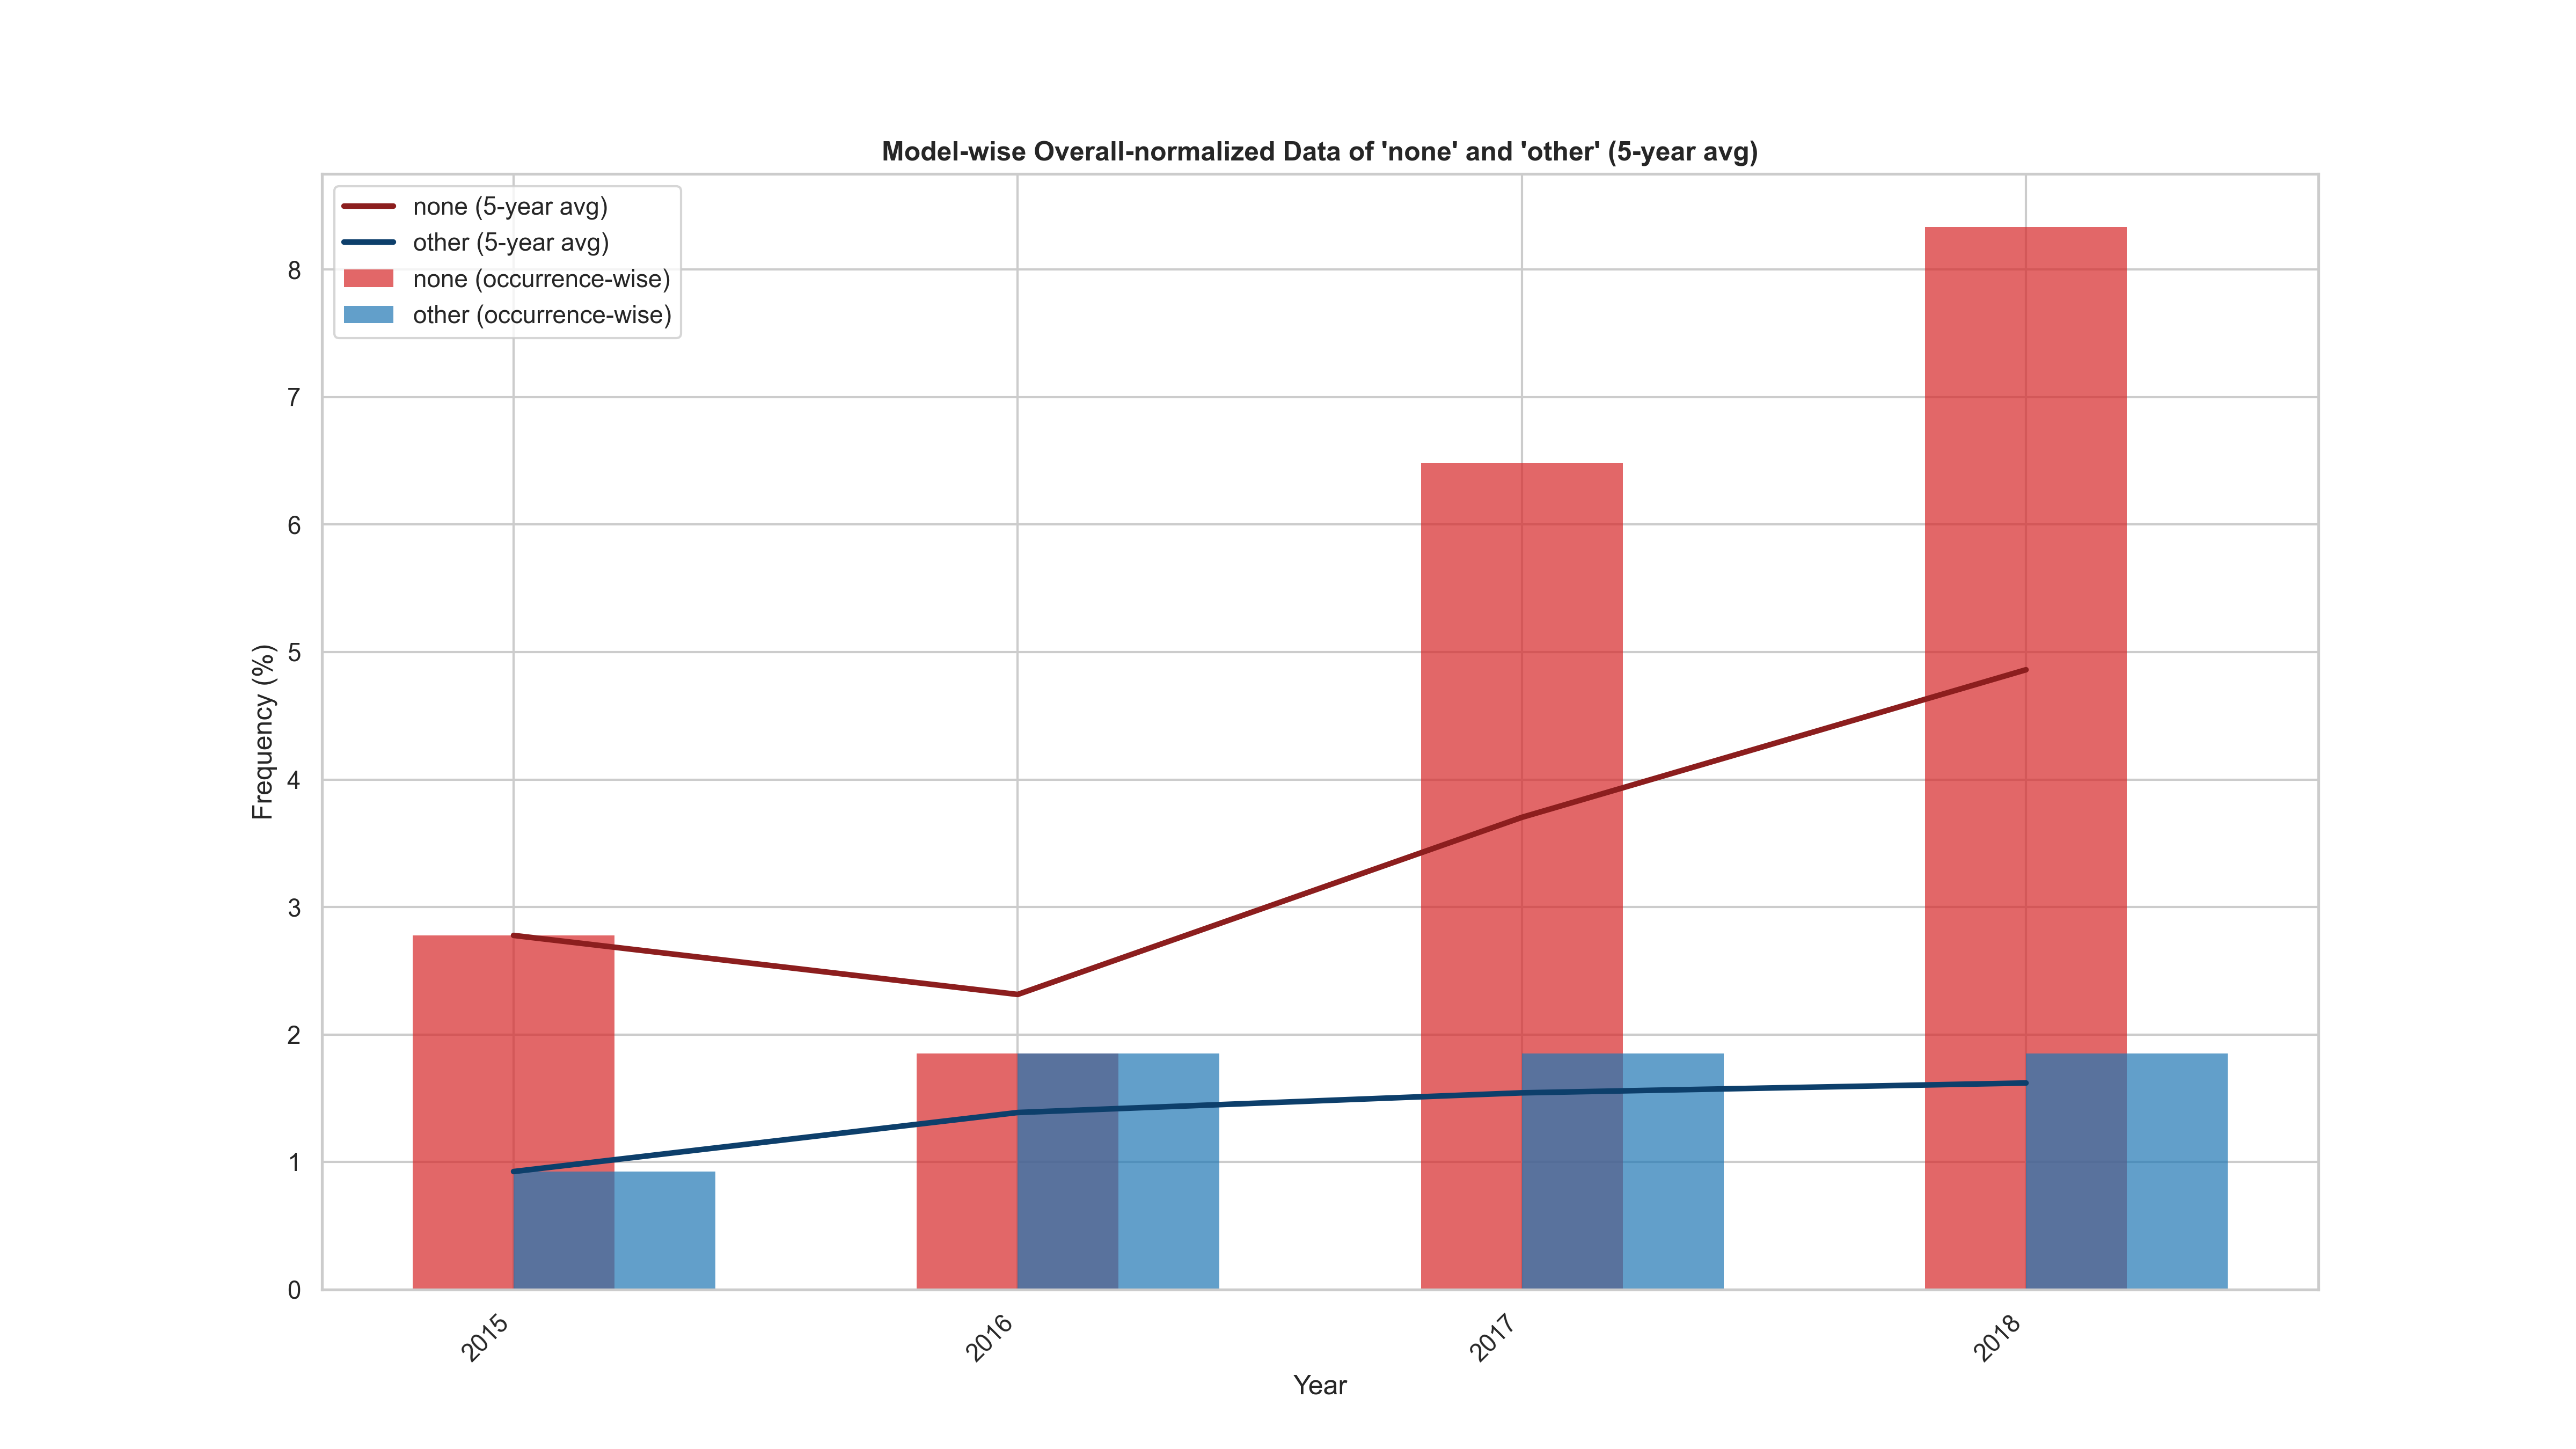 Model-wise Overall-normalized Data of 'none' and 'other' (5-year avg)
none (5-year avg)
other (5-year avg)
none (occurrence-wise)
other (occurrence-wise)
Frequency (%)
8
7
6
5
4
3
2
1
0
2015
2016
2017
2018
Year